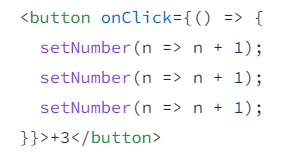 <button onClick={() => {
  setNumber(n => n + 1);
  setNumber(n => n + 1);
  setNumber(n => n + 1);
}}>+3</button>